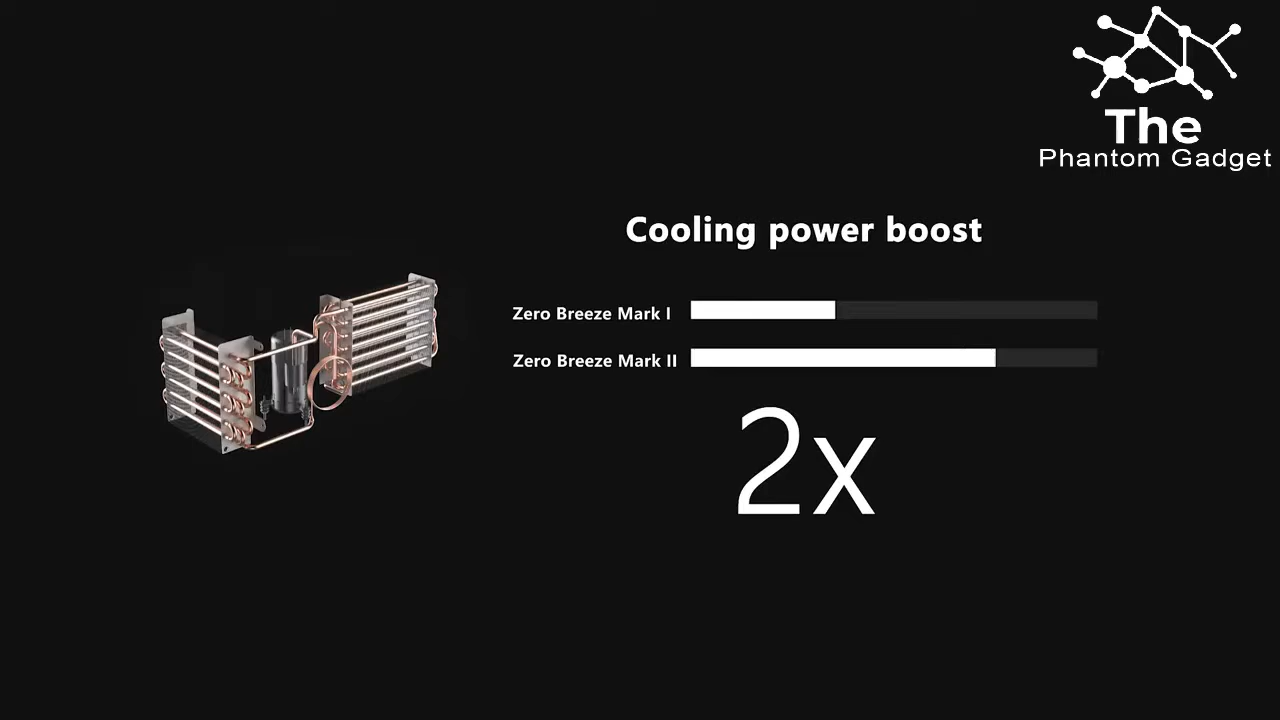 The
Phantom Gadget
Cooling power boost
Zero Breeze Mark I
Zero Breeze Mark II
2x